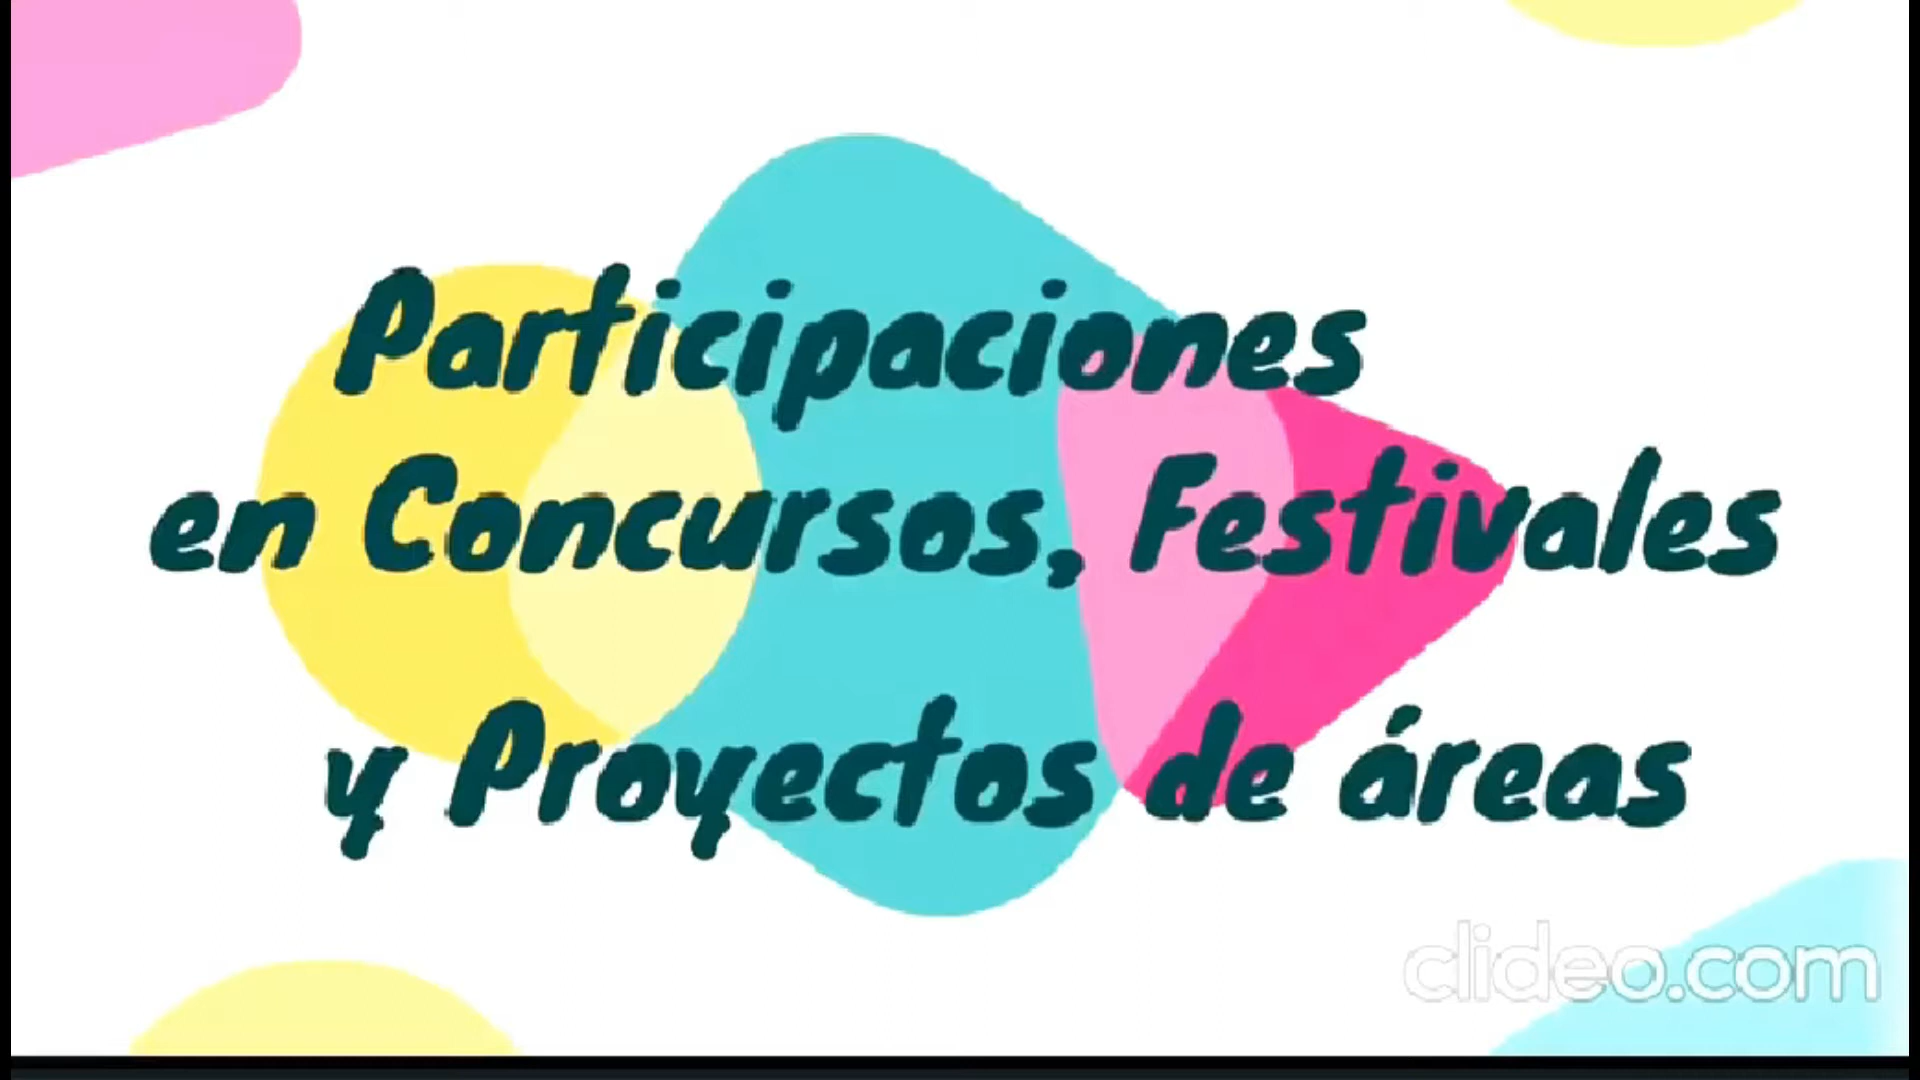 Participaciones
en Concursos, Festivales
y Proyectos de áreas
clideo.com